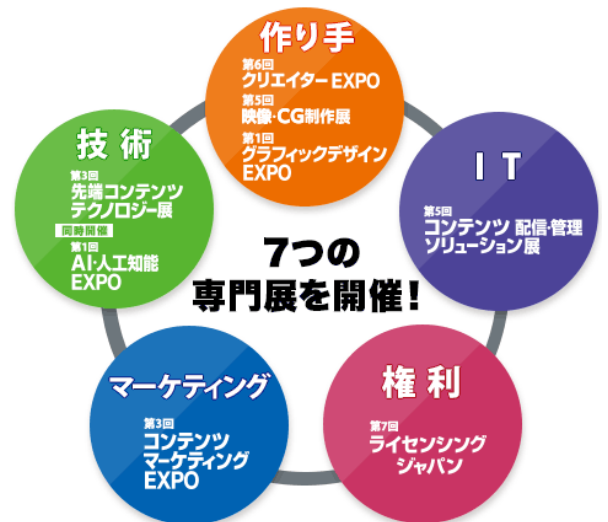 作り手
第6回
クリエイター EXPO
第5回
映像・CG制作展
第1回
グラフィックデザイン
EXPO
技術
第3回
先端コンテンツ
テクノロジー展
同時開催
第1回
AI・人工知能
EXPO
IT
第5回
コンテンツ 配信・管理
ソリューション展
7つの
専門展を開催!
マーケティング
第3回
コンテンツ
マーケティング
EXPO
権利
第7回
ライセンシング
ジャパン